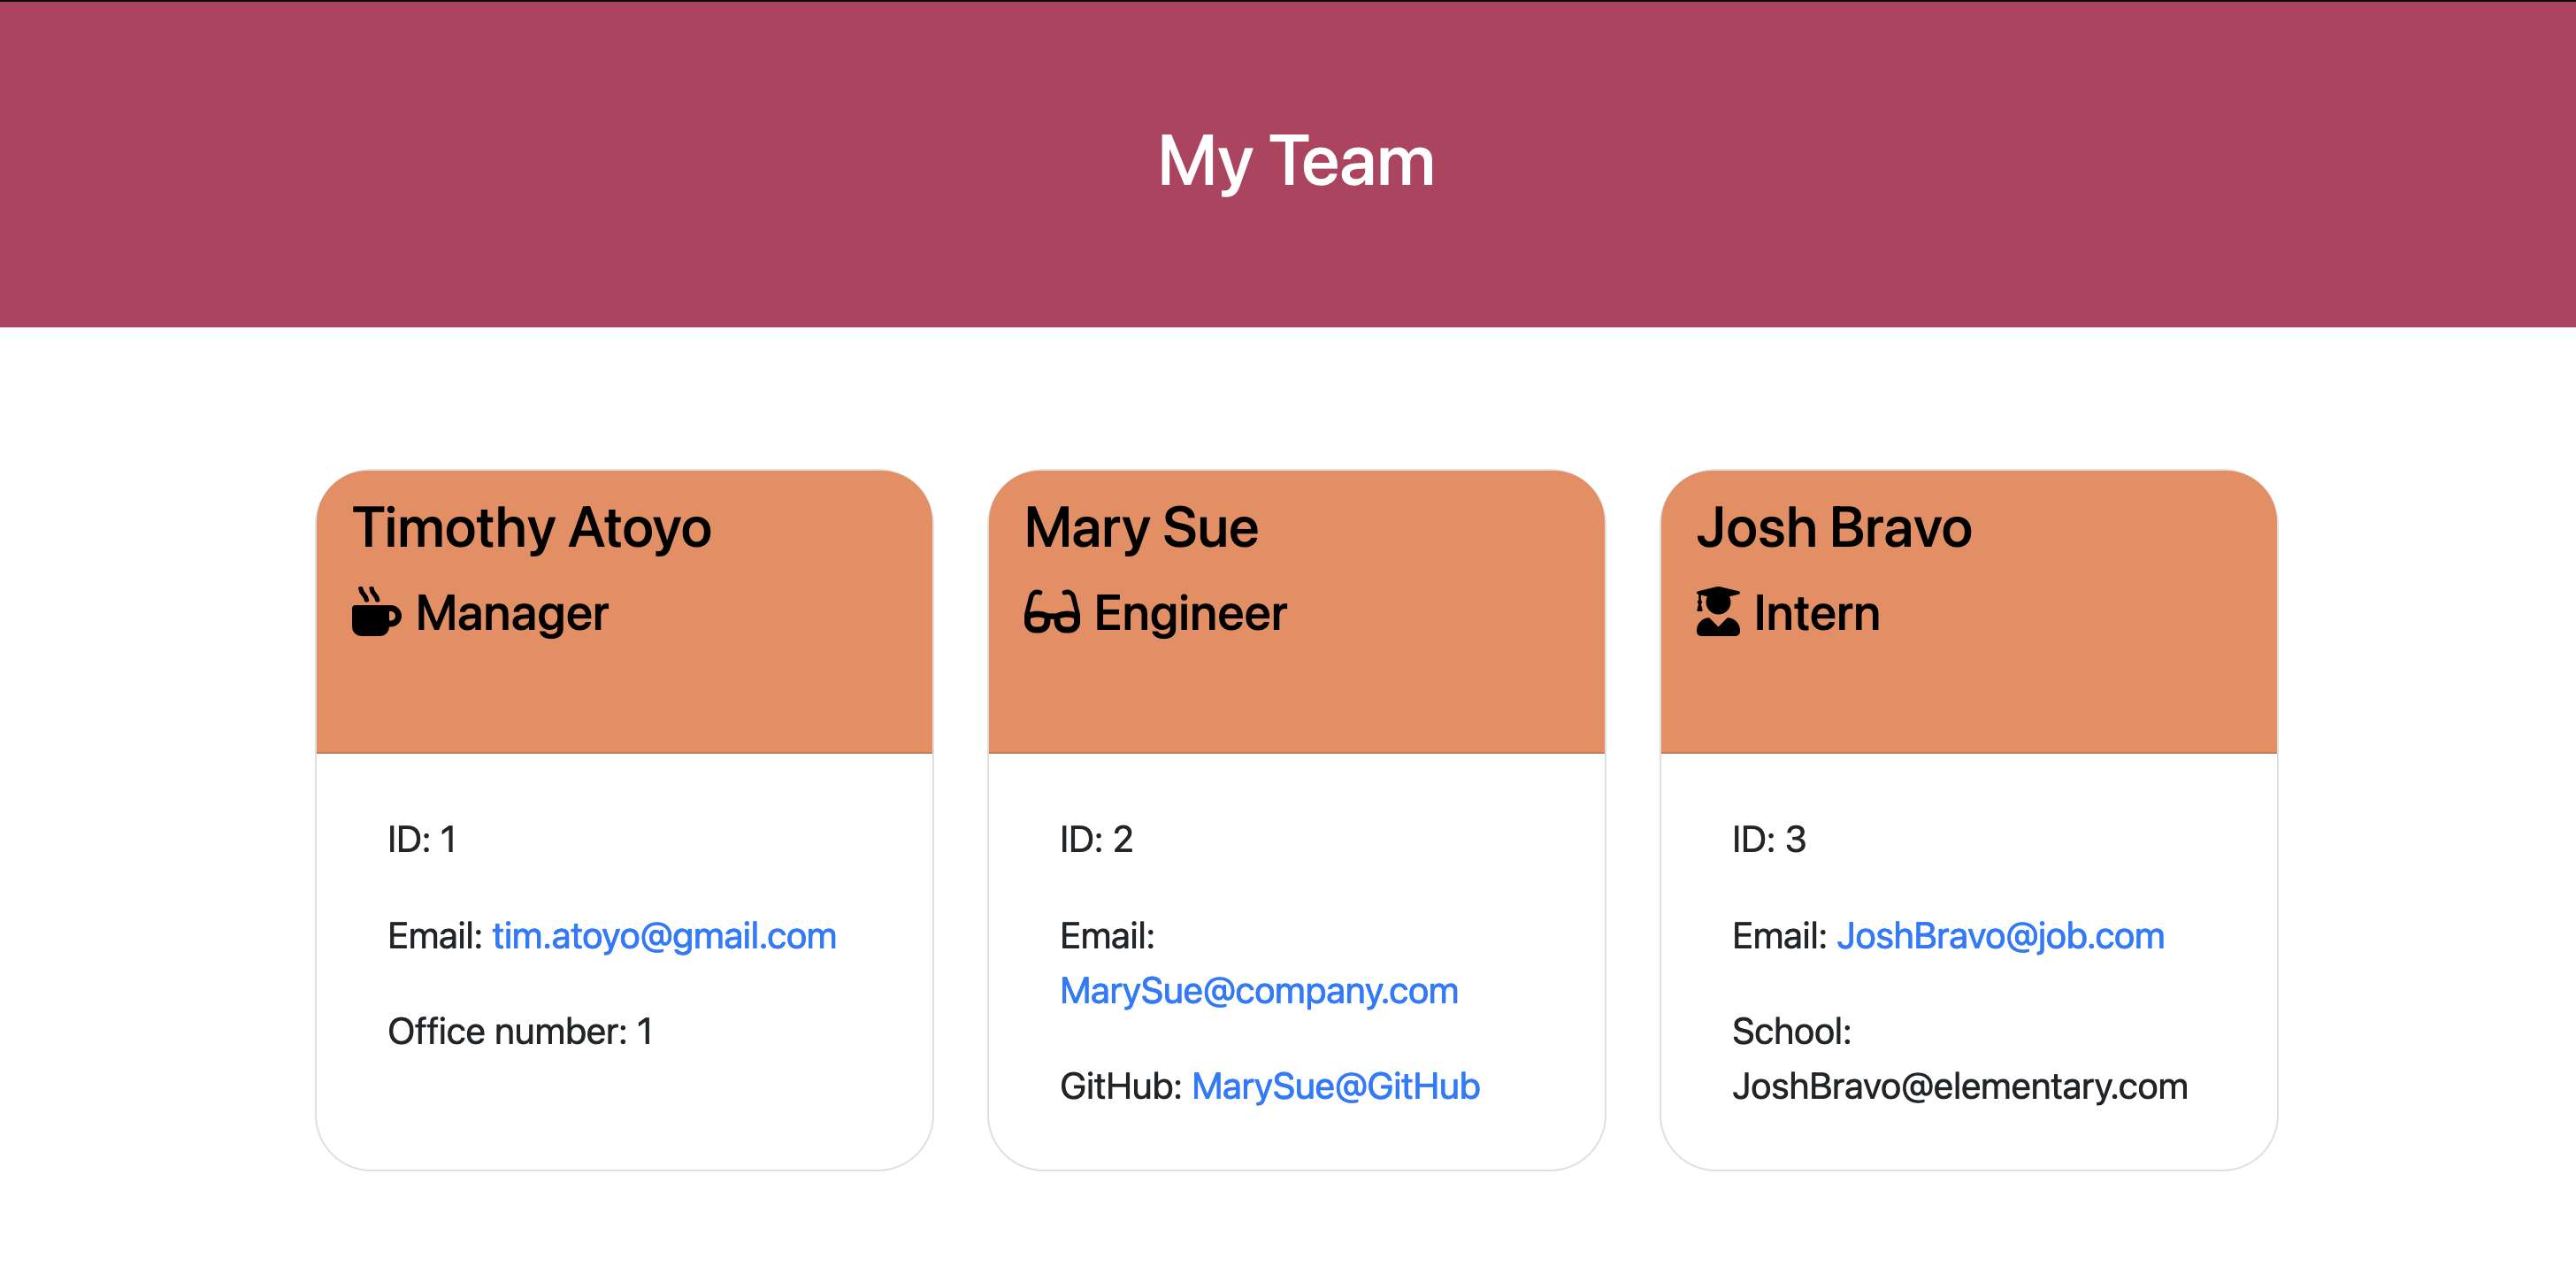 My Team
Timothy Atoyo
Manager
ID: 1
Email: tim.atoyo@gmail.com
Office number: 1
Mary Sue
Engineer
ID: 2
Email:
MarySue@company.com
GitHub: MarySue@GitHub
Josh Bravo
Intern
ID: 3
Email: JoshBravo@job.com
School:
JoshBravo@elementary.com